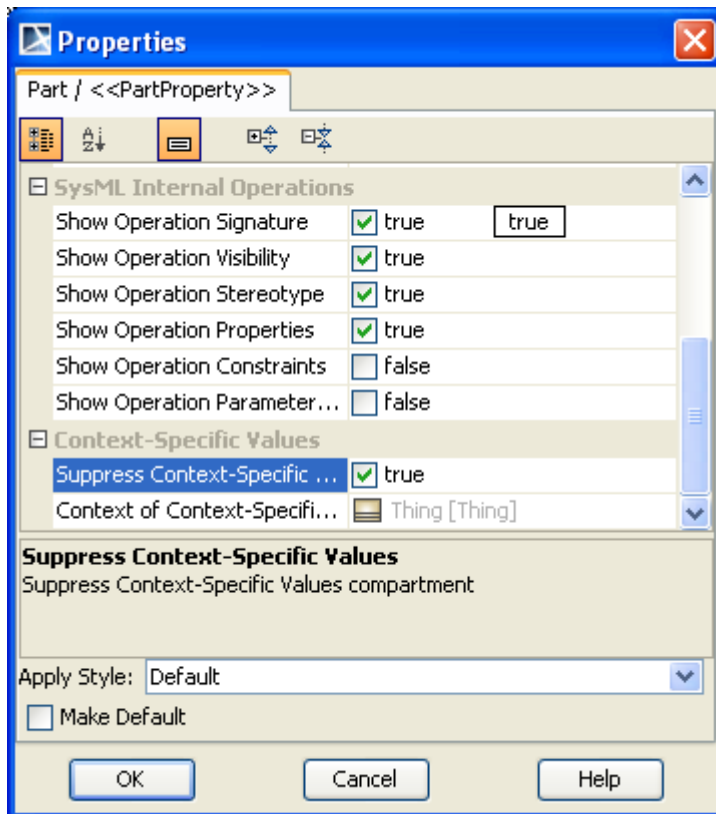 Properties
Part / <<PartProperty>>
A
Z
SysML Internal Operations
Show Operation Signature true true
Show Operation Visibility true
Show Operation Stereotype true
Show Operation Properties true
Show Operation Constraints false
Show Operation Parameter... false
Context-Specific Values
Suppress Context-Specific ... true
Context of Context-Specifi... Thing [Thing]
Suppress Context-Specific Values
Suppress Context-Specific Values compartment
Apply Style: Default
Make Default
OK Cancel Help